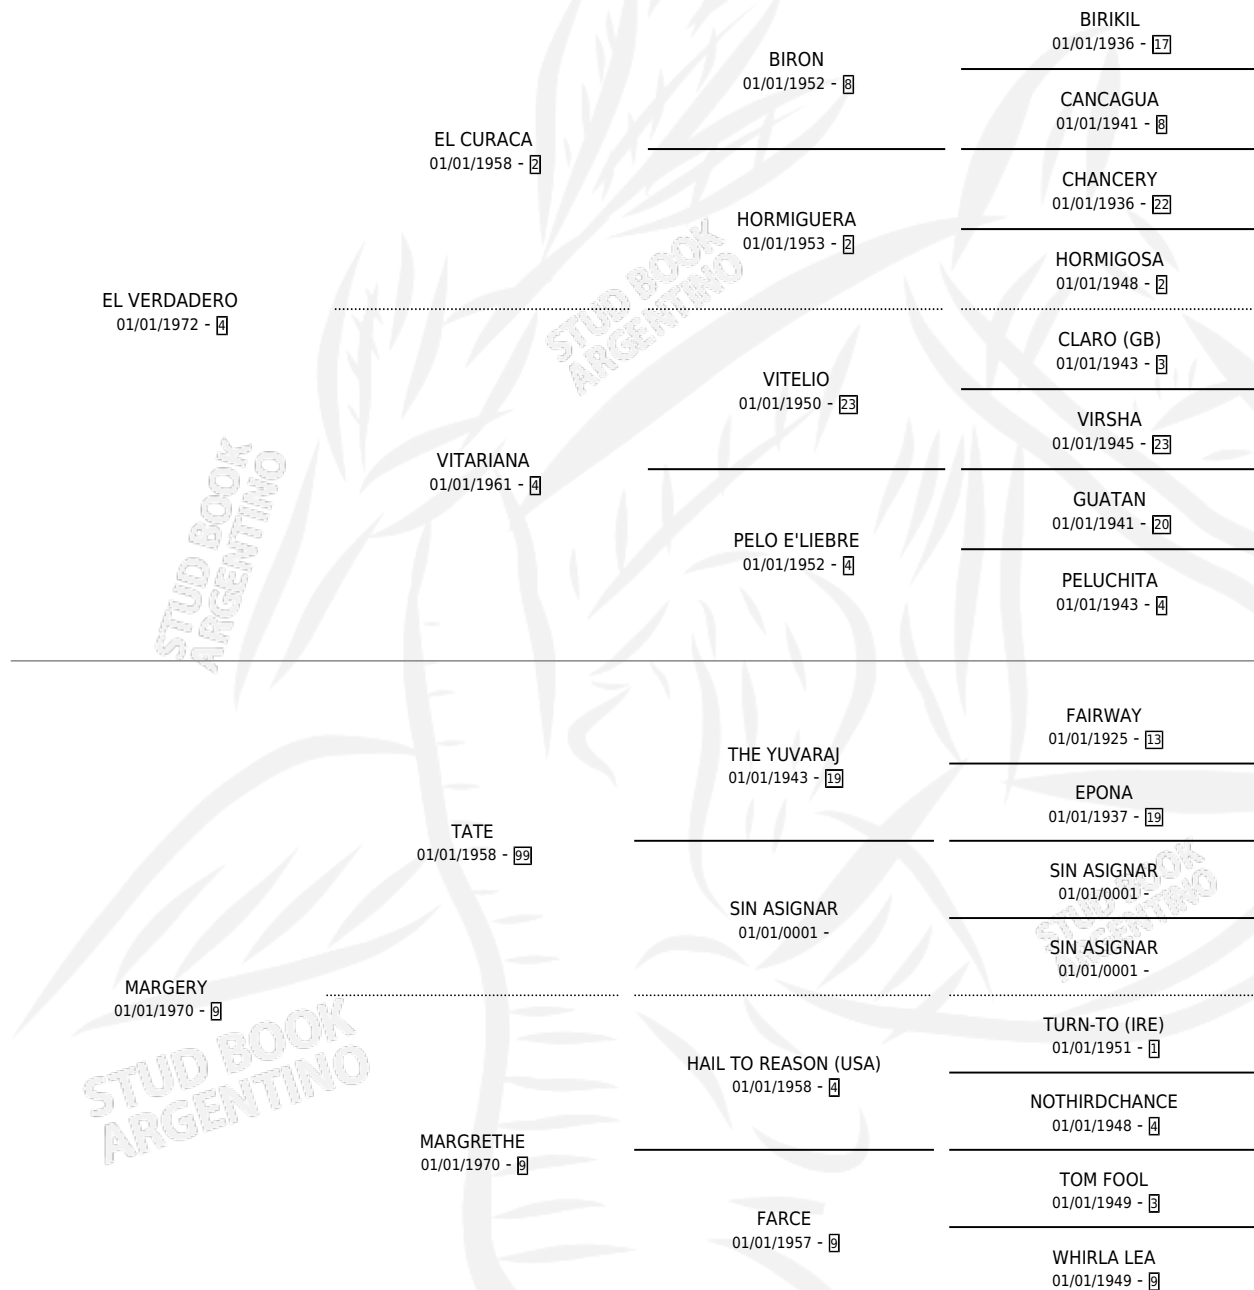 BIRIKIL
01/01/1936 - 17
BIRON
01/01/1952 - 8
CANCAGUA
01/01/1941 - 8
EL CURACA
01/01/1958 - 2
CHANCERY
01/01/1936 - 22
HORMIGUERA
01/01/1953 - 2
HORMIGOSA
01/01/1948 - 2
EL VERDADERO
01/01/1972 - 4
CLARO (GB)
01/01/1943 - 3
VITELIO
01/01/1950 - 23
VIRSHA
01/01/1945 - 23
VITARIANA
01/01/1961 - 4
GUATAN
01/01/1941 - 20
PELO E'LIEBRE
01/01/1952 - 4
PELUCHITA
01/01/1943 - 4
FAIRWAY
01/01/1925 - 13
THE YUVARAJ
01/01/1943 - 19
EPONA
01/01/1937 - 19
TATE
01/01/1958 - 99
SIN ASIGNAR
01/01/0001 -
SIN ASIGNAR
01/01/0001 -
SIN ASIGNAR
01/01/0001 -
MARGERY
01/01/1970 - 9
TURN-TO (IRE)
01/01/1951 - 1
HAIL TO REASON (USA)
01/01/1958 - 4
NOTHIRDCHANCE
01/01/1948 - 4
MARGRETHE
01/01/1970 - 9
TOM FOOL
01/01/1949 - 3
FARCE
01/01/1957 - 9
WHIRLA LEA
01/01/1949 - 9
STUD BOOK
ARGENTINO
STUD BOOK
ARGENTINO
STUD BOOK
ARGENTINO
STUD BOOK
ARGENTINO